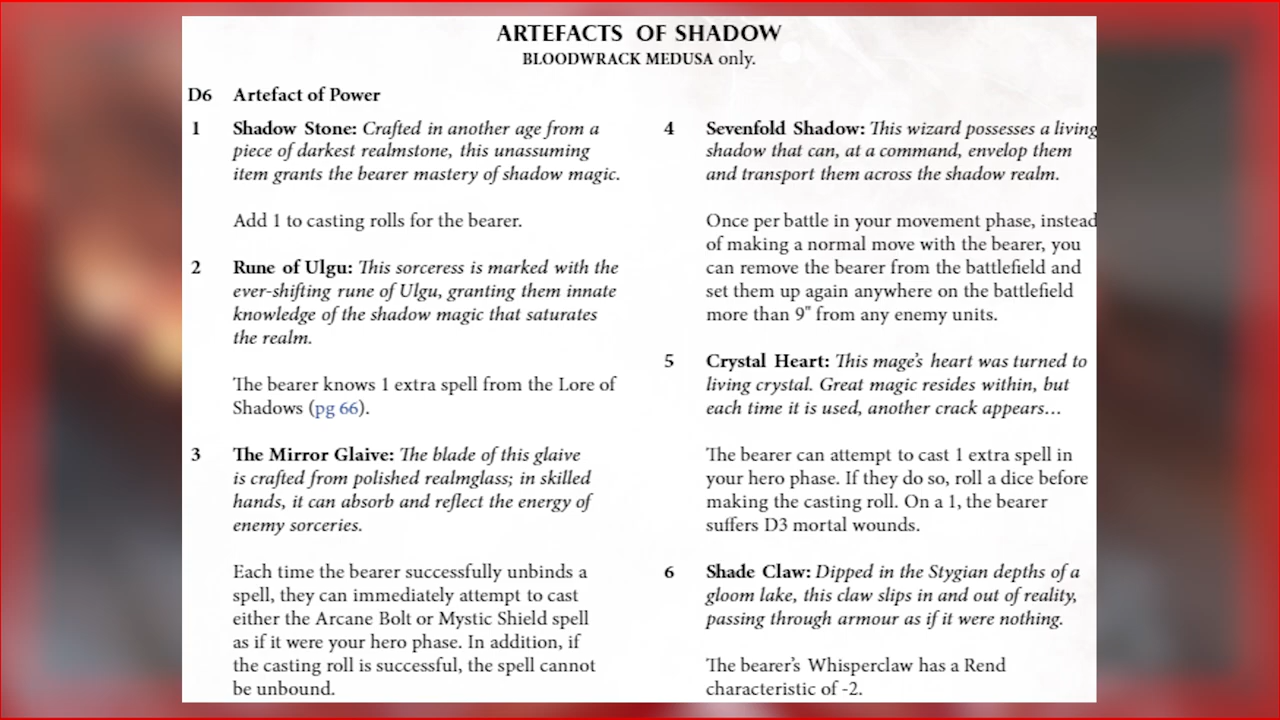 ARTEFACTS OF SHADOW
BLOODWRACK MEDUSA only.
D6 Artefact of Power
1 Shadow Stone: Crafted in another age from a
piece of darkest realmstone, this unassuming
item grants the bearer mastery of shadow magic.
Add 1 to casting rolls for the bearer.
2 Rune of Ulgu: This sorceress is marked with the
ever-shifting rune of Ulgu, granting them innate
knowledge of the shadow magic that saturates
the realm.
The bearer knows 1 extra spell from the Lore of
Shadows (pg 66).
3 The Mirror Glaive: The blade of this glaive
is crafted from polished realmglass; in skilled
hands, it can absorb and reflect the energy of
enemy sorceries.
Each time the bearer successfully unbinds a
spell, they can immediately attempt to cast
either the Arcane Bolt or Mystic Shield spell
as if it were your hero phase. In addition, if
the casting roll is successful, the spell cannot
be unbound.
4 Sevenfold Shadow: This wizard possesses a living
shadow that can, at a command, envelop them
and transport them across the shadow realm.
Once per battle in your movement phase, instead
of making a normal move with the bearer, you
can remove the bearer from the battlefield and
set them up again anywhere on the battlefield
more than 9" from any enemy units.
5 Crystal Heart: This mage's heart was turned to
living crystal. Great magic resides within, but
each time it is used, another crack appears…
The bearer can attempt to cast 1 extra spell in
your hero phase. If they do so, roll a dice before
making the casting roll. On a 1, the bearer
suffers D3 mortal wounds.
6 Shade Claw: Dipped in the Stygian depths of a
gloom lake, this claw slips in and out of reality,
passing through armour as if it were nothing.
The bearer's Whisperclaw has a Rend
characteristic of -2.